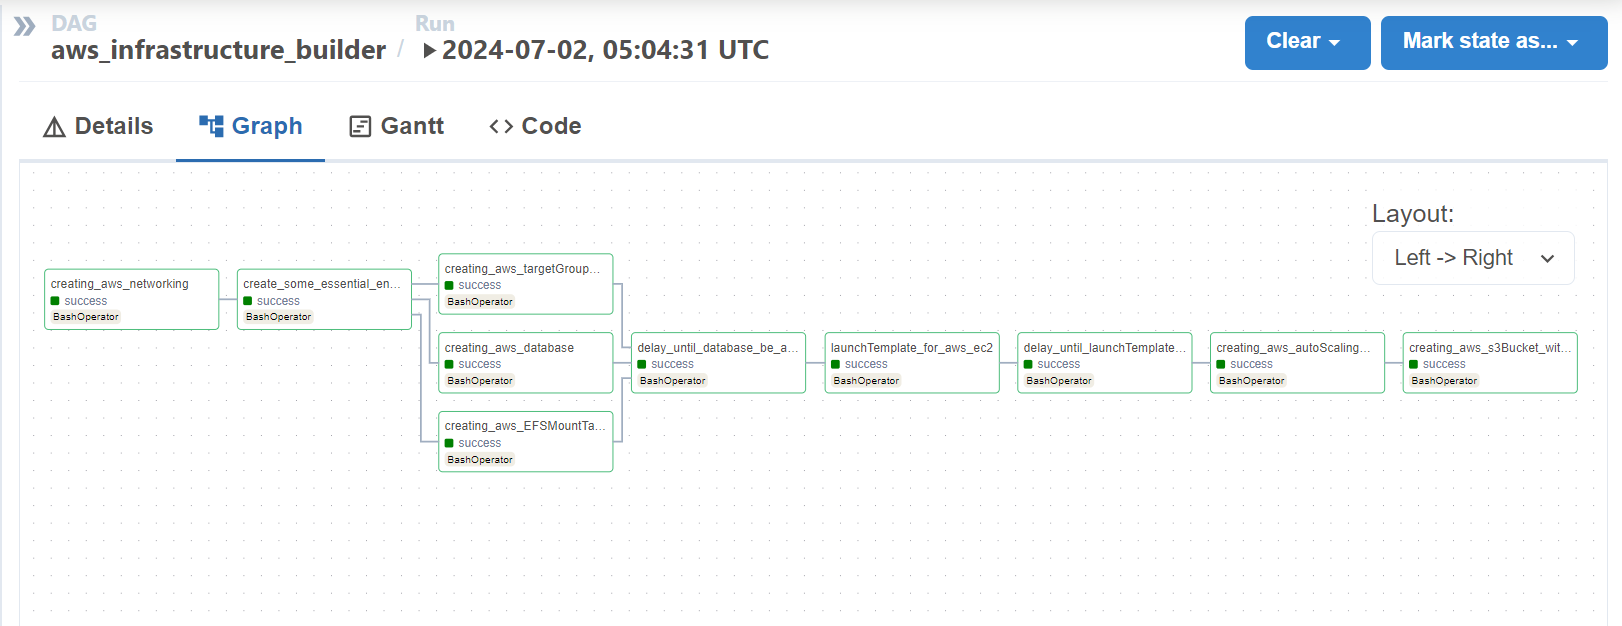 DAG
aws_infrastructure_builder
/
Run
2024-07-02, 05:04:31 UTC
Clear
Mark state as...
Details
Graph
Gantt
Code
Layout:
Left -> Right
creating_aws_networking
success
BashOperator
create_some_essential_en...
success
BashOperator
creating_aws_targetGroup...
success
BashOperator
creating_aws_database
success
BashOperator
creating_aws_EFSMountTa...
success
BashOperator
delay_until_database_be_a...
success
BashOperator
launchTemplate_for_aws_ec2
success
BashOperator
delay_until_launchTemplate...
success
BashOperator
creating_aws_autoScaling...
success
BashOperator
creating_aws_s3Bucket_wit...
success
BashOperator